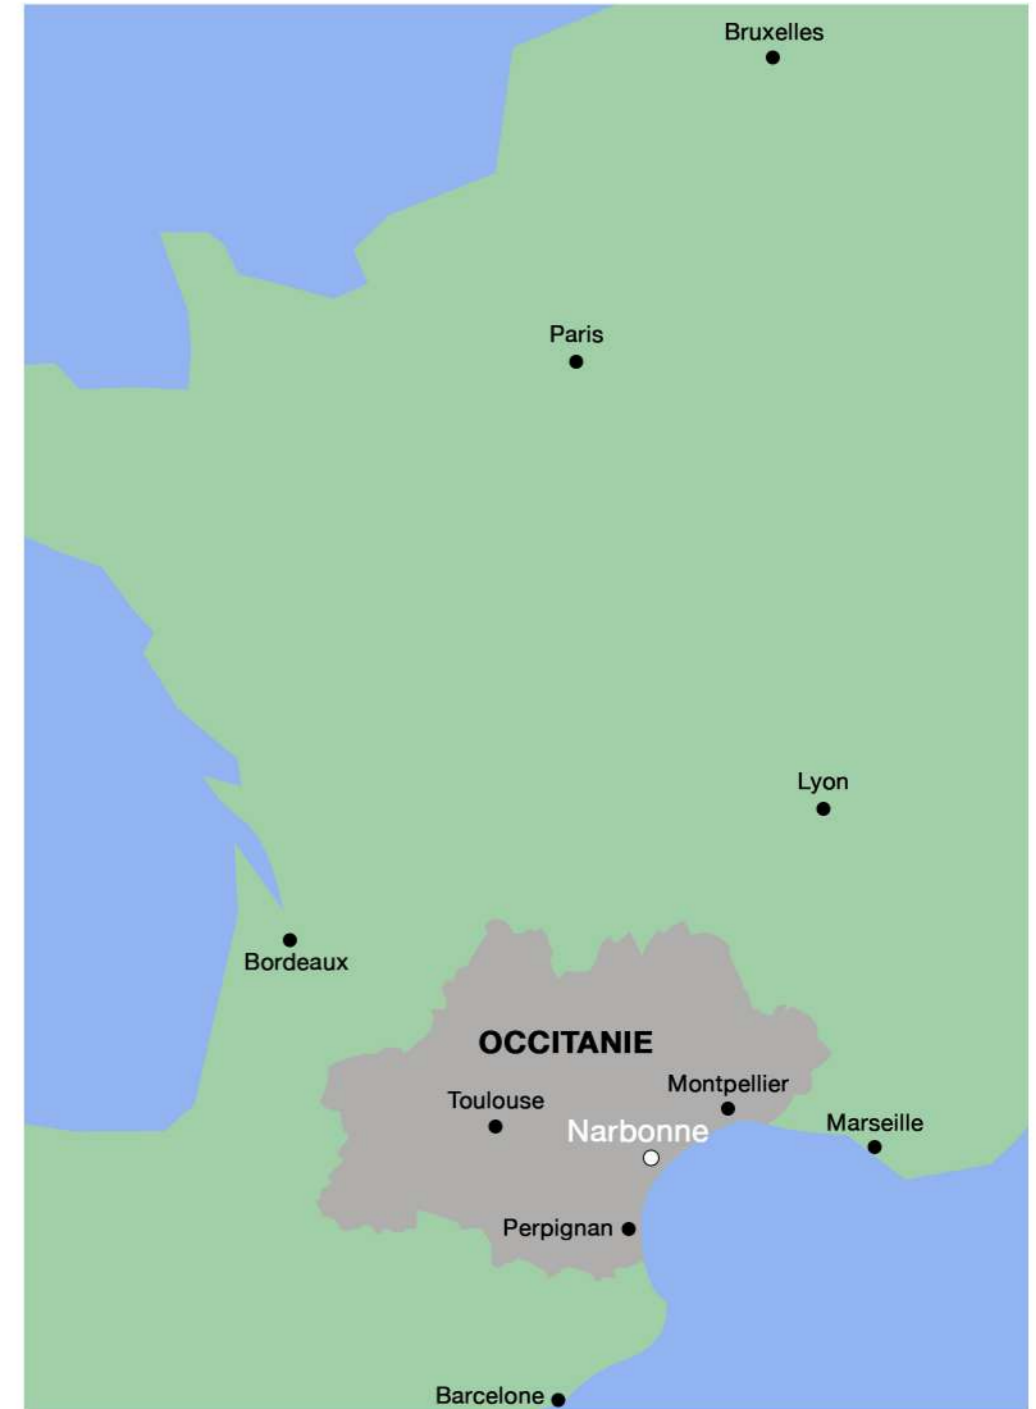 Bruxelles
Paris
Lyon
Bordeaux
OCCITANIE
Montpellier
Toulouse
Marseille
Narbonne
Perpignan
Barcelone